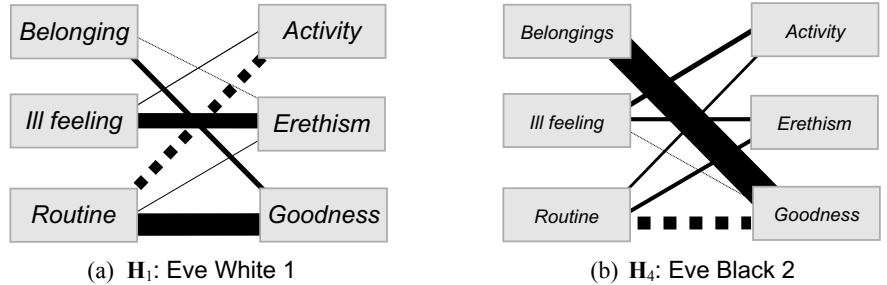 Belonging Activity Belongings Activity
Ill feeling Erethism Ill feeling Erethism
Routine Goodness Routine Goodness
(a) H₁: Eve White 1 (b) H₄: Eve Black 2